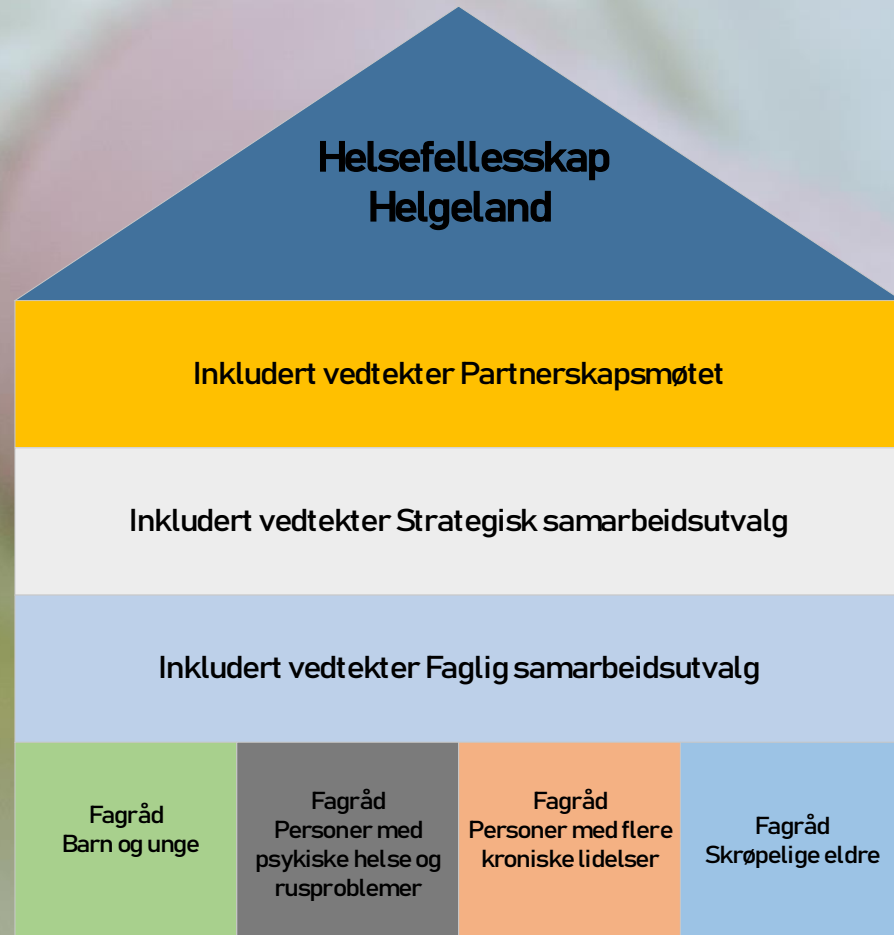 Helsefellesskap
Helgeland
Inkludert vedtekter Partnerskapsmøtet
Inkludert vedtekter Strategisk samarbeidsutvalg
Inkludert vedtekter Faglig samarbeidsutvalg
Fagråd
Barn og unge
Fagråd
Personer med
psykiske helse og
rusproblemer
Fagråd
Personer med flere
kroniske lidelser
Fagråd
Skrøpelige eldre